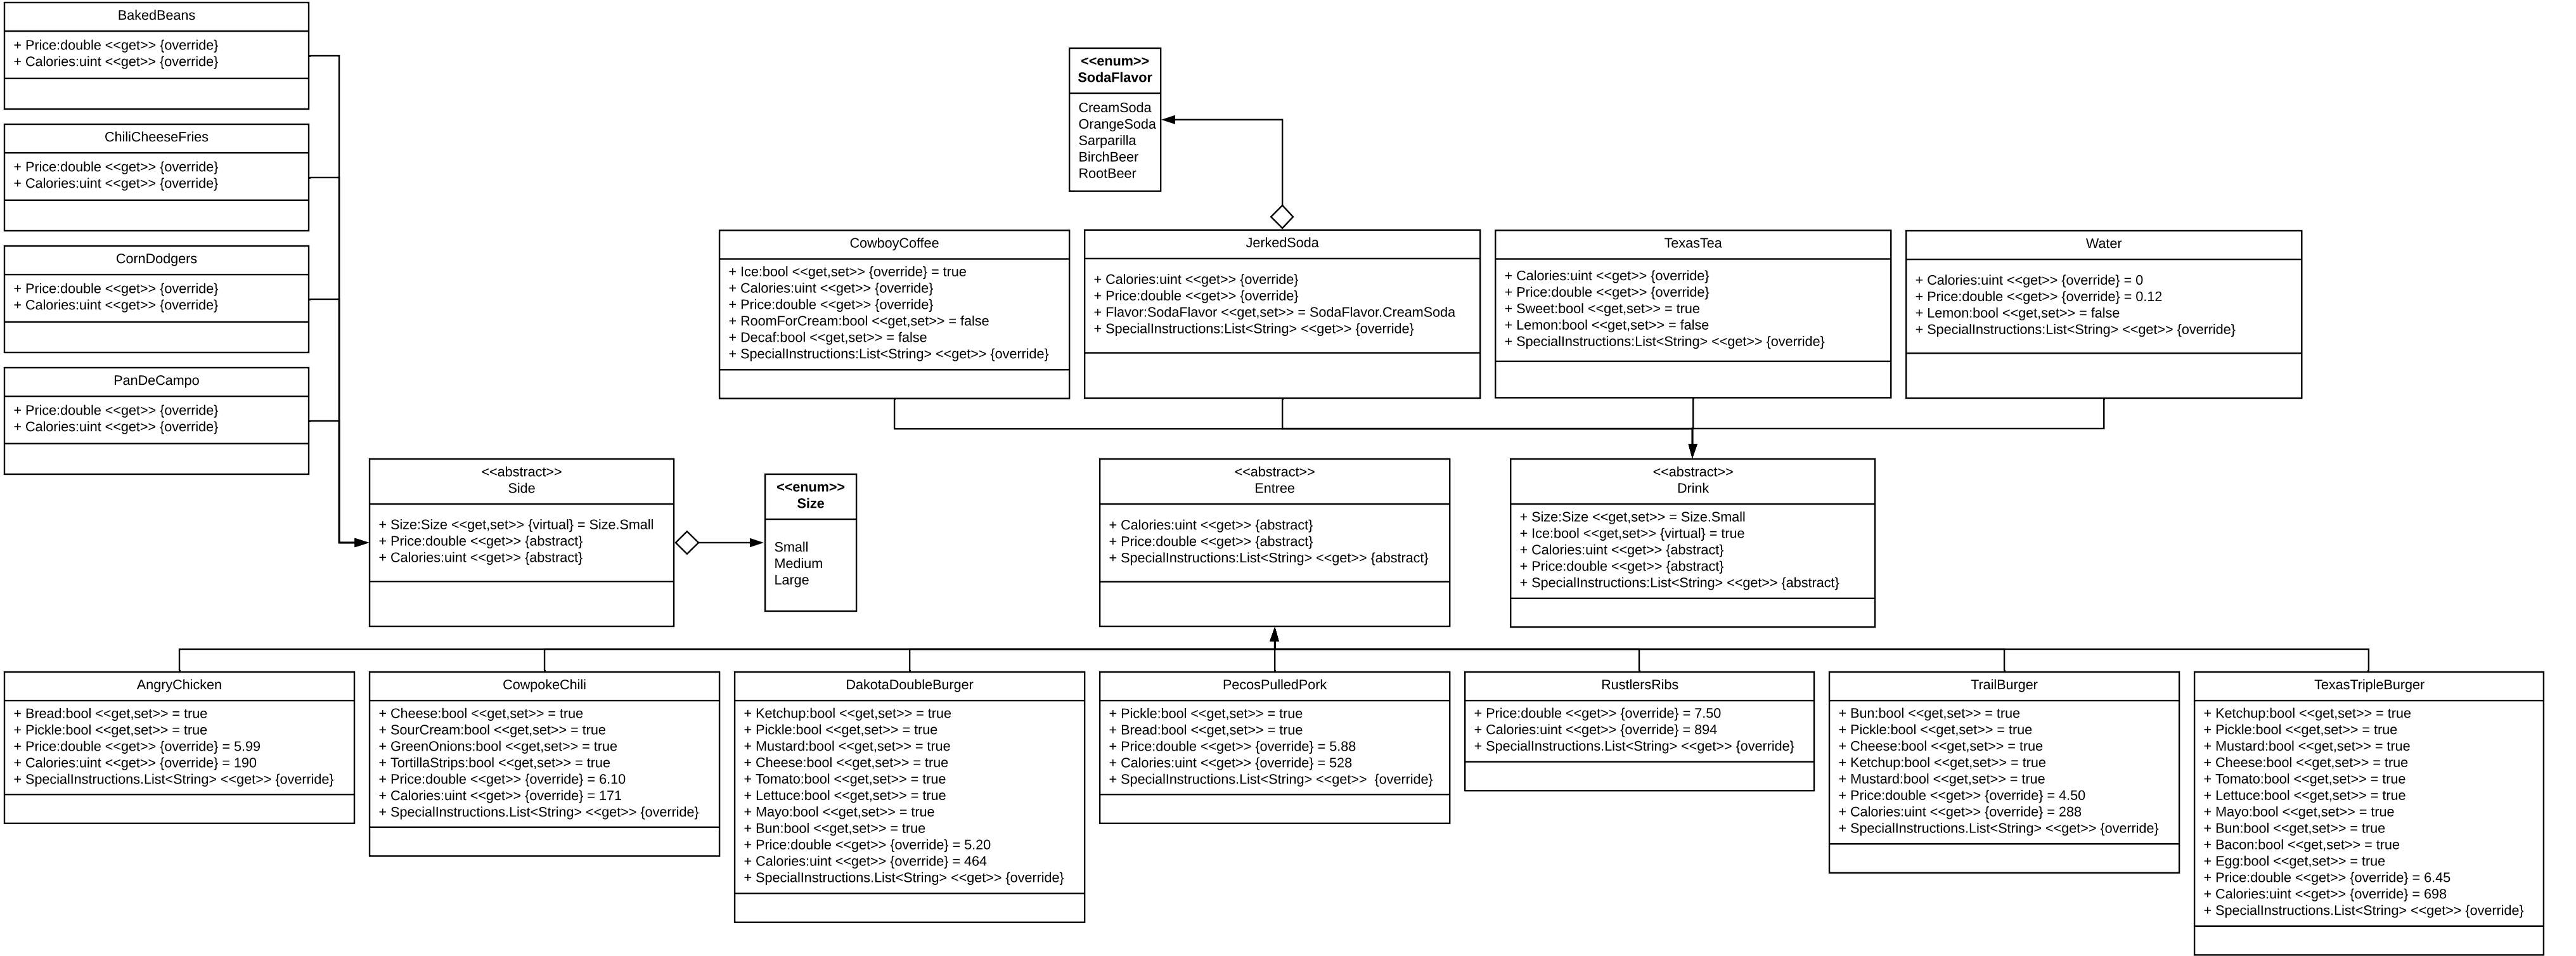 BakedBeans
+ Price:double <<get>> {override}
+ Calories:uint <<get>> {override}
ChiliCheeseFries
+ Price:double <<get>> {override}
+ Calories:uint <<get>> {override}
CornDodgers
+ Price:double <<get>> {override}
+ Calories:uint <<get>> {override}
PanDeCampo
+ Price:double <<get>> {override}
+ Calories:uint <<get>> {override}
<<enum>>
SodaFlavor
CreamSoda
OrangeSoda
Sarparilla
BirchBeer
RootBeer
CowboyCoffee
+ Ice:bool <<get,set>> {override} = true
+ Calories:uint <<get>> {override}
+ Price:double <<get>> {override}
+ RoomForCream:bool <<get,set>> = false
+ Decaf:bool <<get,set>> = false
+ SpecialInstructions:List<String> <<get>> {override}
JerkedSoda
+ Calories:uint <<get>> {override}
+ Price:double <<get>> {override}
+ Flavor:SodaFlavor <<get,set>> = SodaFlavor.CreamSoda
+ SpecialInstructions:List<String> <<get>> {override}
TexasTea
+ Calories:uint <<get>> {override}
+ Price:double <<get>> {override}
+ Sweet:bool <<get,set>> = true
+ Lemon:bool <<get,set>> = false
+ SpecialInstructions:List<String> <<get>> {override}
Water
+ Calories:uint <<get>> {override} = 0
+ Price:double <<get>> {override} = 0.12
+ Lemon:bool <<get,set>> = false
+ SpecialInstructions:List<String> <<get>> {override}
<<abstract>>
Side
+ Size:Size <<get,set>> {virtual} = Size.Small
+ Price:double <<get>> {abstract}
+ Calories:uint <<get>> {abstract}
<<enum>>
Size
Small
Medium
Large
<<abstract>>
Entree
+ Calories:uint <<get>> {abstract}
+ Price:double <<get>> {abstract}
+ SpecialInstructions:List<String> <<get>> {abstract}
<<abstract>>
Drink
+ Size:Size <<get,set>> = Size.Small
+ Ice:bool <<get,set>> {virtual} = true
+ Calories:uint <<get>> {abstract}
+ Price:double <<get>> {abstract}
+ SpecialInstructions:List<String> <<get>> {abstract}
AngryChicken
+ Bread:bool <<get,set>> = true
+ Pickle:bool <<get,set>> = true
+ Price:double <<get>> {override} = 5.99
+ Calories:uint <<get>> {override} = 190
+ SpecialInstructions.List<String> <<get>> {override}
CowpokeChili
+ Cheese:bool <<get,set>> = true
+ SourCream:bool <<get,set>> = true
+ GreenOnions:bool <<get,set>> = true
+ TortillaStrips:bool <<get,set>> = true
+ Price:double <<get>> {override} = 6.10
+ Calories:uint <<get>> {override} = 171
+ SpecialInstructions.List<String> <<get>> {override}
DakotaDoubleBurger
+ Ketchup:bool <<get,set>> = true
+ Pickle:bool <<get,set>> = true
+ Mustard:bool <<get,set>> = true
+ Cheese:bool <<get,set>> = true
+ Tomato:bool <<get,set>> = true
+ Lettuce:bool <<get,set>> = true
+ Mayo:bool <<get,set>> = true
+ Bun:bool <<get,set>> = true
+ Price:double <<get>> {override} = 5.20
+ Calories:uint <<get>> {override} = 464
+ SpecialInstructions.List<String> <<get>> {override}
PecosPulledPork
+ Pickle:bool <<get,set>> = true
+ Bread:bool <<get,set>> = true
+ Price:double <<get>> {override} = 5.88
+ Calories:uint <<get>> {override} = 528
+ SpecialInstructions.List<String> <<get>>  {override}
RustlersRibs
+ Price:double <<get>> {override} = 7.50
+ Calories:uint <<get>> {override} = 894
+ SpecialInstructions.List<String> <<get>> {override}
TrailBurger
+ Bun:bool <<get,set>> = true
+ Pickle:bool <<get,set>> = true
+ Cheese:bool <<get,set>> = true
+ Ketchup:bool <<get,set>> = true
+ Mustard:bool <<get,set>> = true
+ Price:double <<get>> {override} = 4.50
+ Calories:uint <<get>> {override} = 288
+ SpecialInstructions.List<String> <<get>> {override}
TexasTripleBurger
+ Ketchup:bool <<get,set>> = true
+ Pickle:bool <<get,set>> = true
+ Mustard:bool <<get,set>> = true
+ Cheese:bool <<get,set>> = true
+ Tomato:bool <<get,set>> = true
+ Lettuce:bool <<get,set>> = true
+ Mayo:bool <<get,set>> = true
+ Bun:bool <<get,set>> = true
+ Bacon:bool <<get,set>> = true
+ Egg:bool <<get,set>> = true
+ Price:double <<get>> {override} = 6.45
+ Calories:uint <<get>> {override} = 698
+ SpecialInstructions.List<String> <<get>> {override}